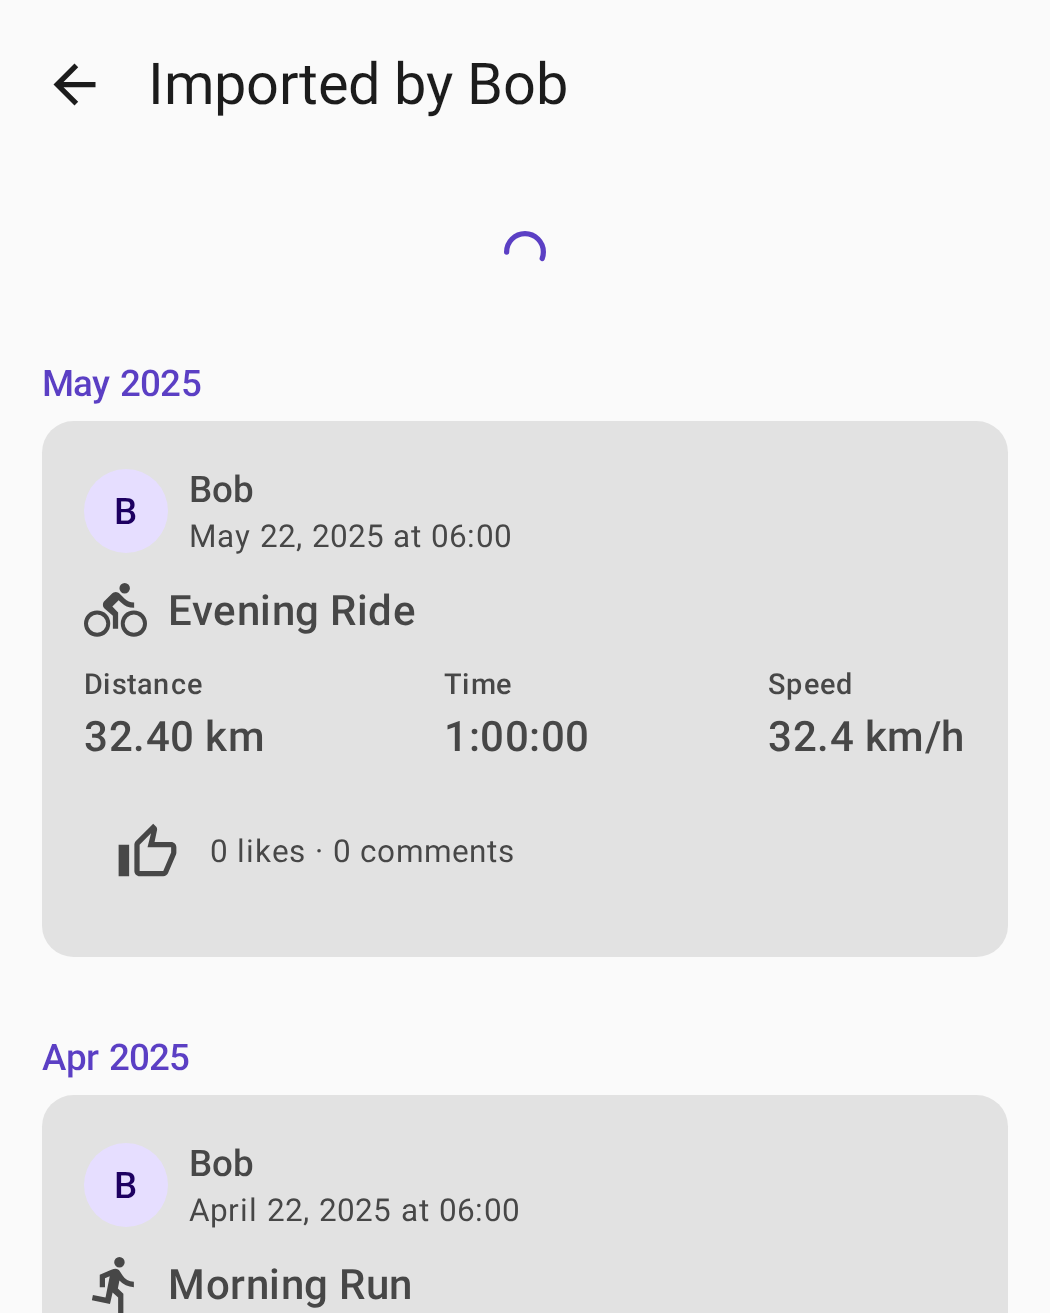 Imported by Bob
May 2025
B
Bob
May 22, 2025 at 06:00
Evening Ride
Distance Time Speed
32.40 km 1:00:00 32.4 km/h
0 likes · 0 comments
Apr 2025
B
Bob
April 22, 2025 at 06:00
Morning Run